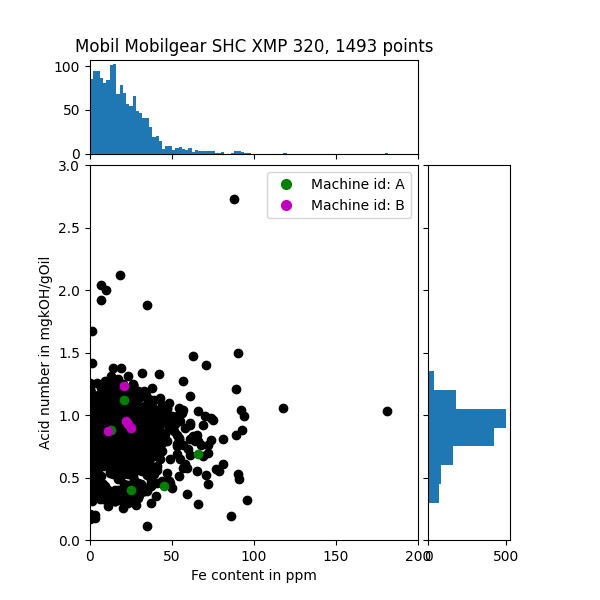 Mobil Mobilgear SHC XMP 320, 1493 points
100
50
0
3.0
2.5
2.0
1.5
1.0
0.5
0.0
Acid number in mgkOH/gOil
Machine id: A
Machine id: B
0 50 100 150 200
0 500
Fe content in ppm